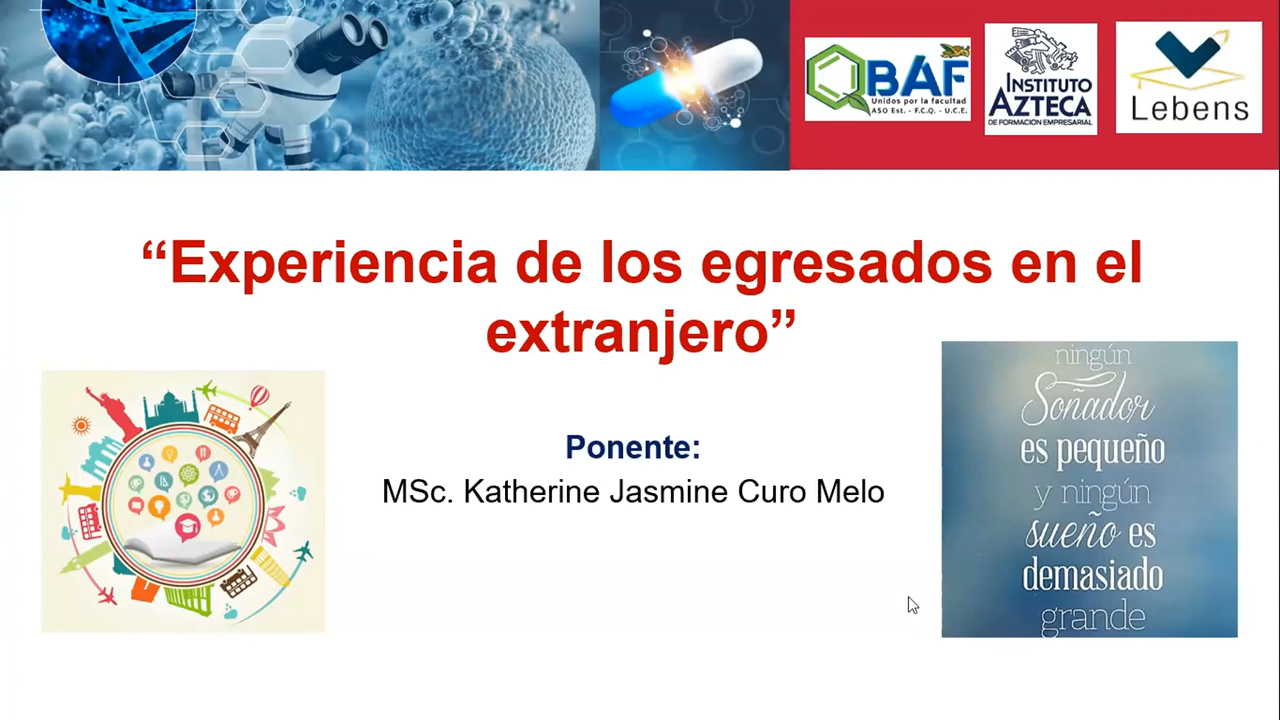 QBAF
Unidos por la facultad
ASO Est. - F.C.Q. - U.C.E.
INSTITUTO
AZTECA
DE FORMACIÓN EMPRESARIAL
Lebens
“Experiencia de los egresados en el
extranjero”
Ponente:
MSc. Katherine Jasmine Curo Melo
ningún
Soñador
es pequeño
y ningún
sueño es
demasiado
grande